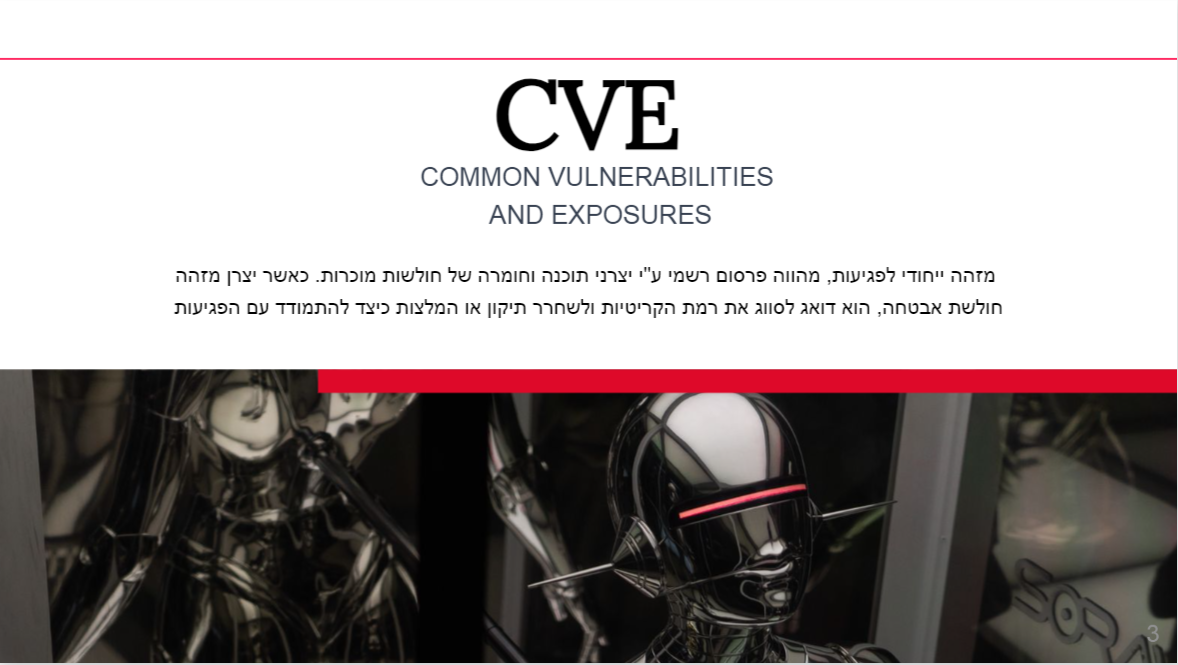 CVE
COMMON VULNERABILITIES
AND EXPOSURES
מזהה ייחודי לפגיעות, מהווה פרסום רשמי ע"י יצרני תוכנה וחומרה של חולשות מוכרות. כאשר יצרן מזהה
חולשת אבטחה, הוא דואג לסווג את רמת הקריטיות ולשחרר תיקון או המלצות כיצד להתמודד עם הפגיעות
3